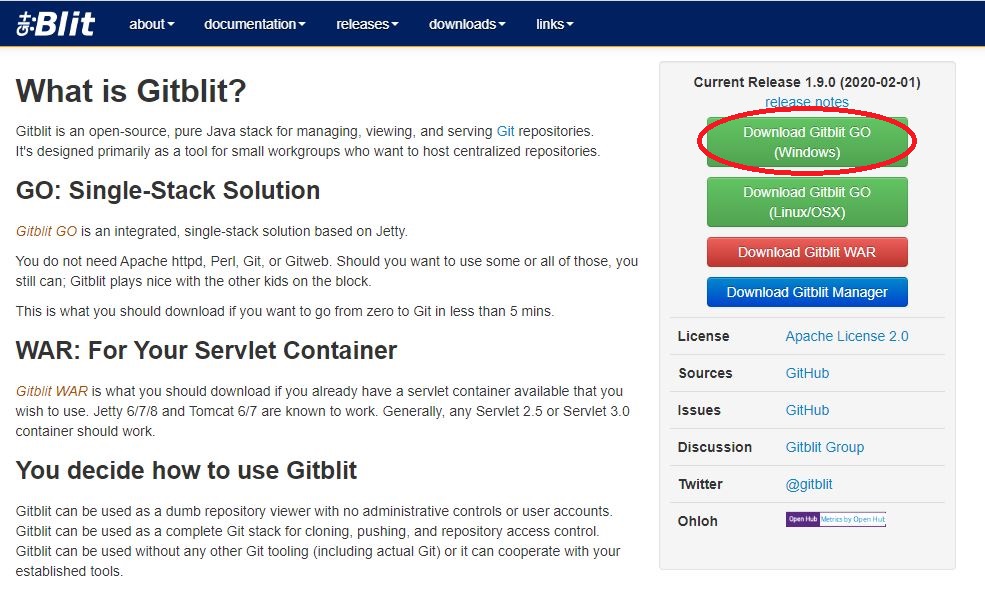 git:Blit
about documentation releases downloads links
What is Gitblit?
Gitblit is an open-source, pure Java stack for managing, viewing, and serving Git repositories.
It's designed primarily as a tool for small workgroups who want to host centralized repositories.
GO: Single-Stack Solution
Gitblit GO is an integrated, single-stack solution based on Jetty.
You do not need Apache httpd, Perl, Git, or Gitweb. Should you want to use some or all of those, you
still can; Gitblit plays nice with the other kids on the block.
This is what you should download if you want to go from zero to Git in less than 5 mins.
WAR: For Your Servlet Container
Gitblit WAR is what you should download if you already have a servlet container available that you
wish to use. Jetty 6/7/8 and Tomcat 6/7 are known to work. Generally, any Servlet 2.5 or Servlet 3.0
container should work.
You decide how to use Gitblit
Gitblit can be used as a dumb repository viewer with no administrative controls or user accounts.
Gitblit can be used as a complete Git stack for cloning, pushing, and repository access control.
Gitblit can be used without any other Git tooling (including actual Git) or it can cooperate with your
established tools.
Current Release 1.9.0 (2020-02-01)
release notes
Download Gitblit GO
(Windows)
Download Gitblit GO
(Linux/OSX)
Download Gitblit WAR
Download Gitblit Manager
License Apache License 2.0
Sources GitHub
Issues GitHub
Discussion Gitblit Group
Twitter @gitblit
Ohloh Open Hub Metrics by Open Hub